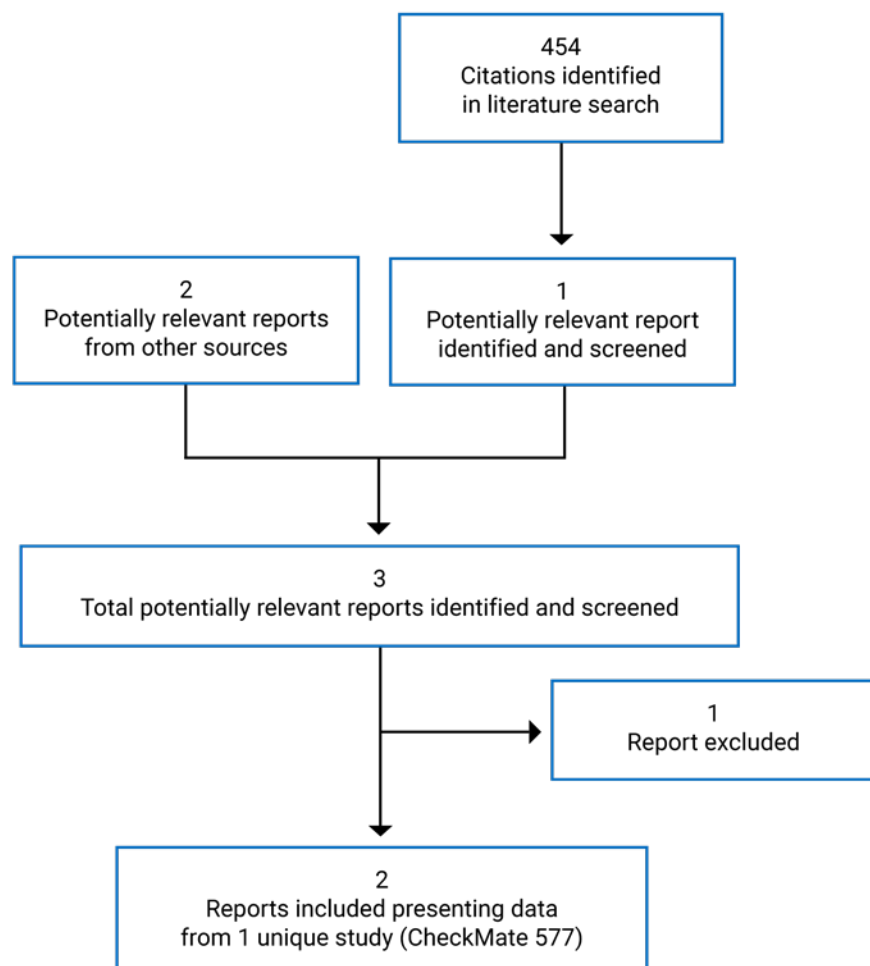 454
Citations identified
in literature search
2
Potentially relevant reports
from other sources
1
Potentially relevant report
identified and screened
3
Total potentially relevant reports identified and screened
1
Report excluded
2
Reports included presenting data
from 1 unique study (CheckMate 577)